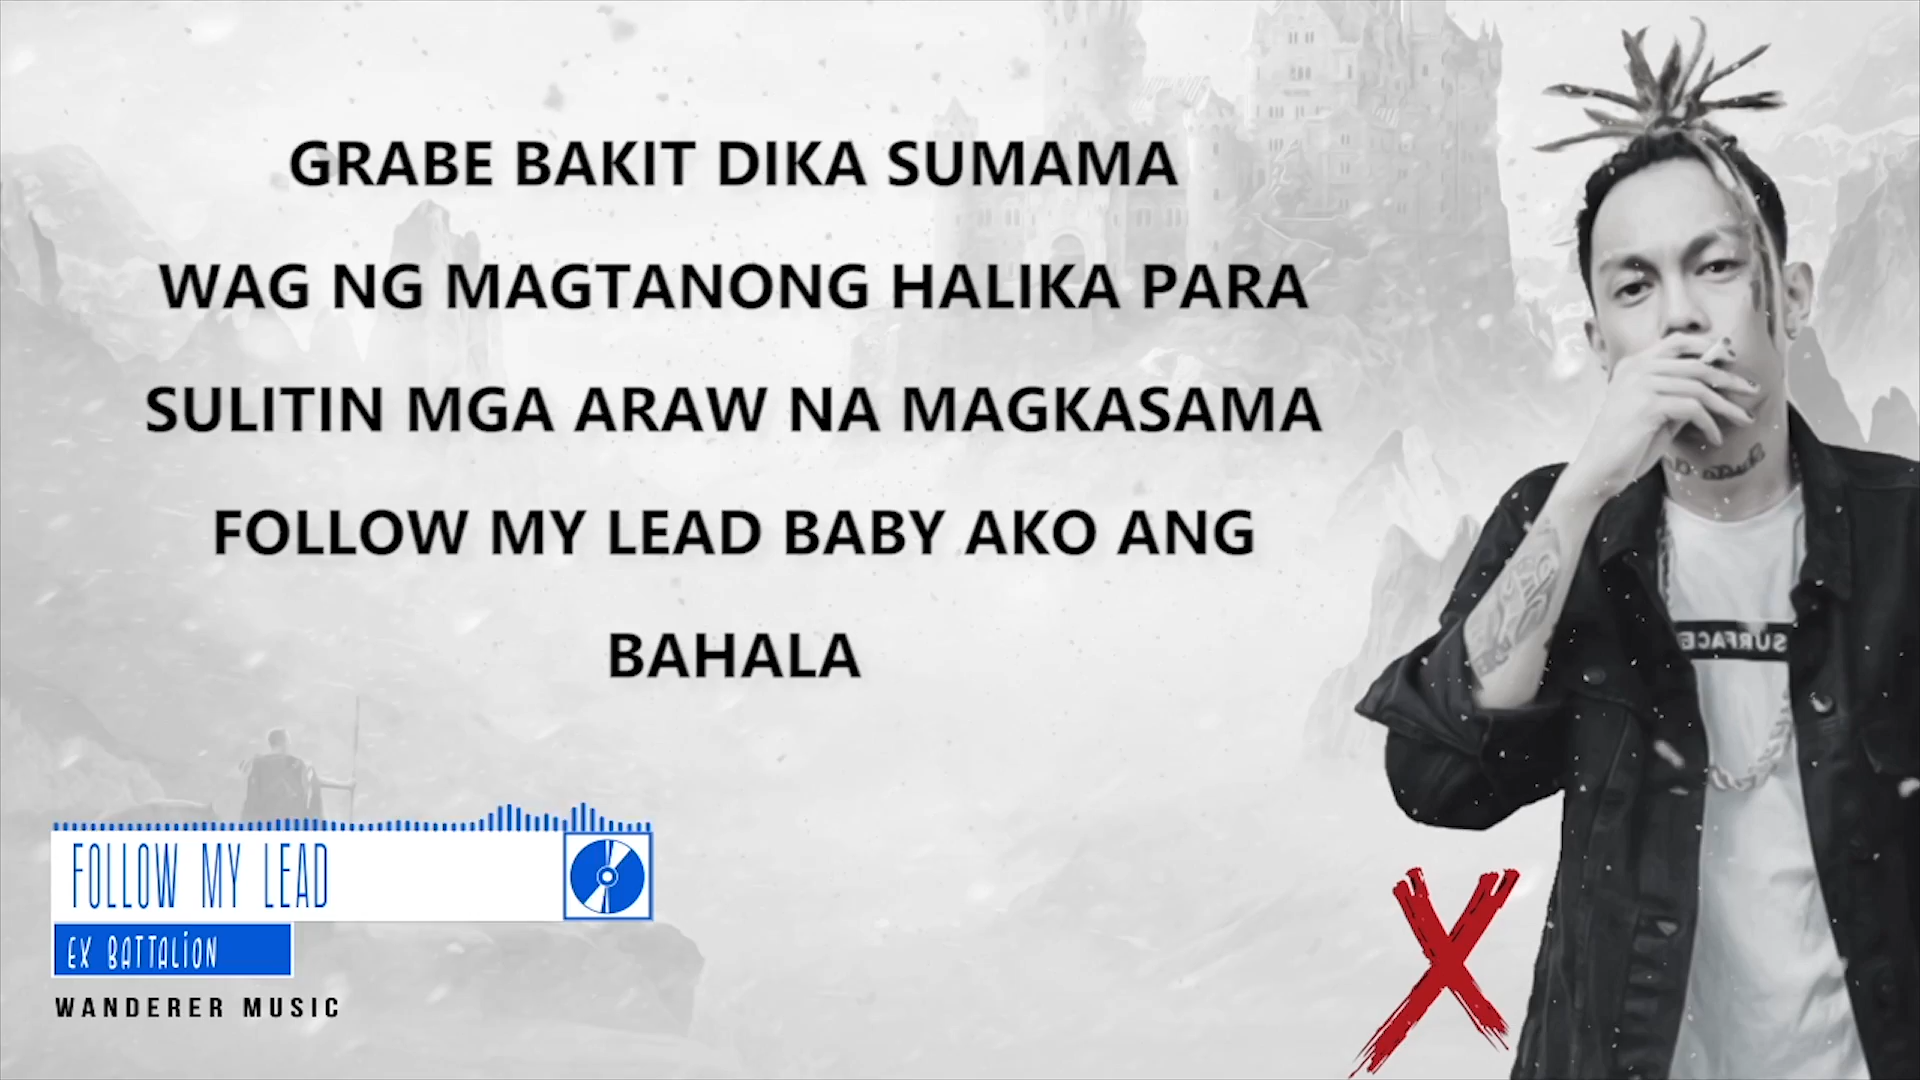 GRABE BAKIT DIKA SUMAMA
WAG NG MAGTANONG HALIKA PARA
SULITIN MGA ARAW NA MAGKASAMA
FOLLOW MY LEAD BABY AKO ANG
BAHALA
SURFACE
FOLLOW MY LEAD
EX BATTALION
WANDERER MUSIC
X